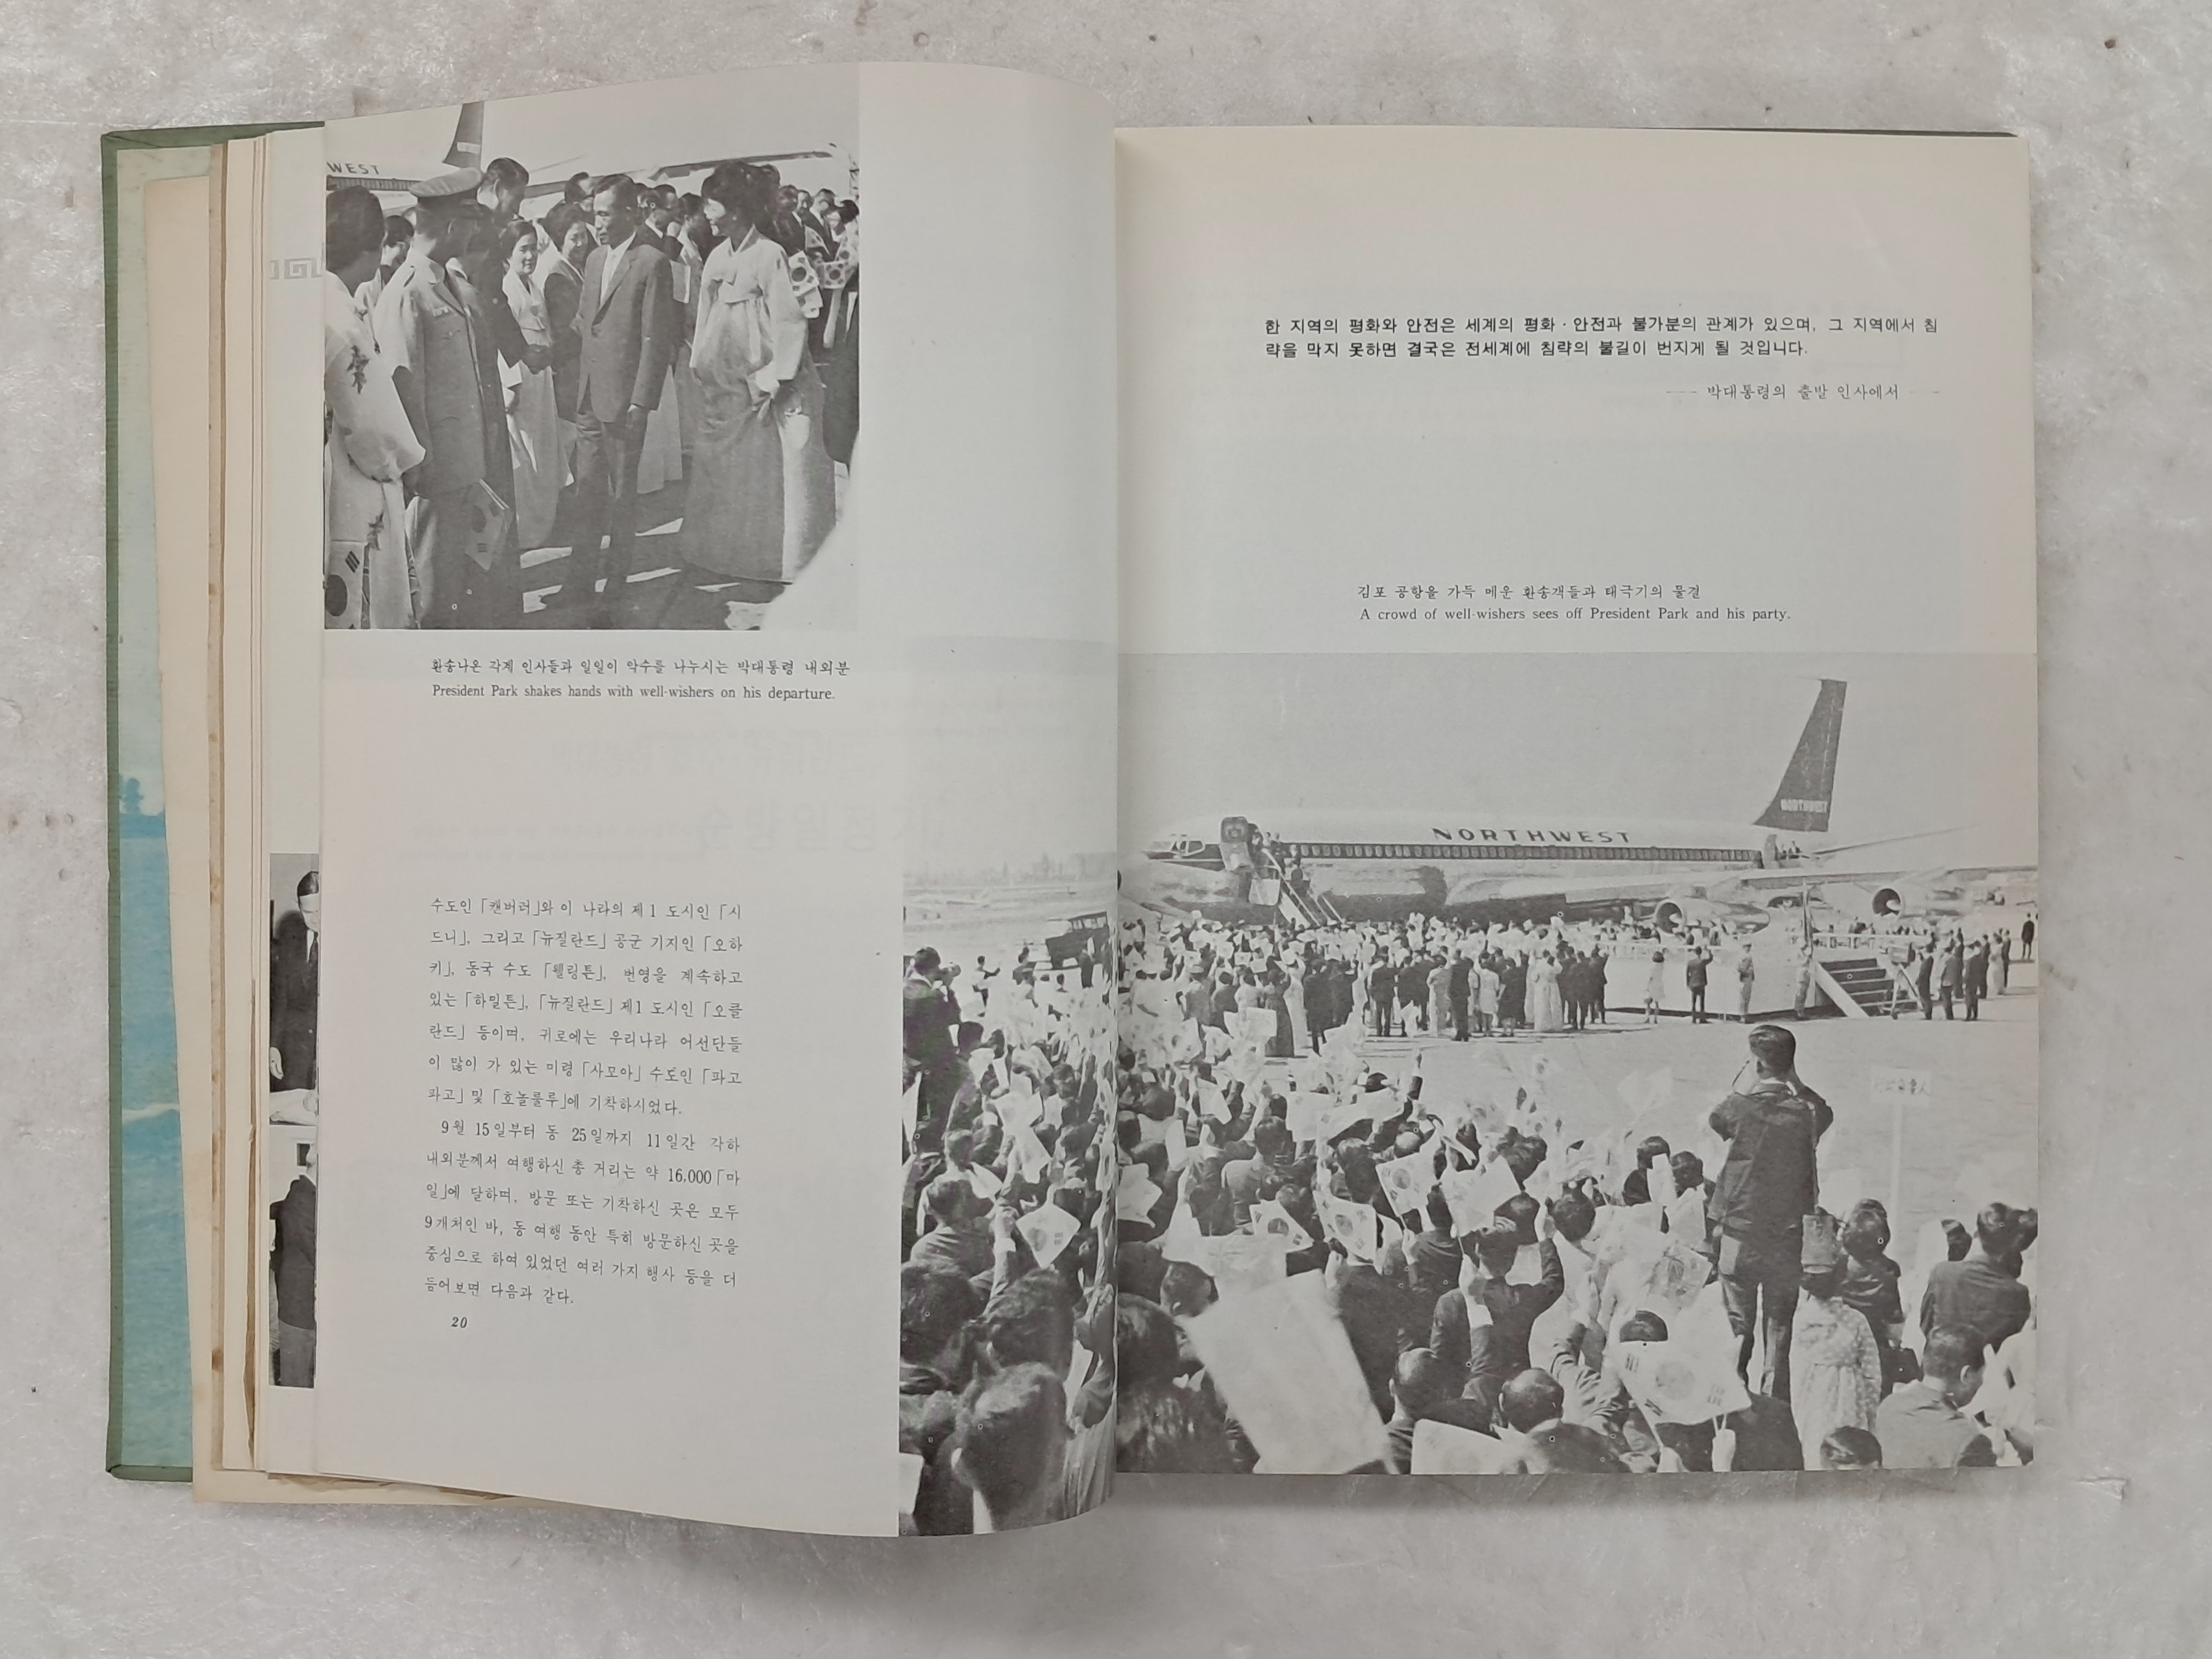 WEST
환송나온 각계 인사들과 일일이 악수를 나누시는 박대통령 내외분
President Park shakes hands with well-wishers on his departure.
수도인 「캔버러」와 이 나라의 제 1 도시인 「시
드니」, 그리고 「뉴질란드」 공군 기지인 「오하
키」, 동국 수도 「웰링튼」, 번영을 계속하고
있는 「하밀튼」, 「뉴질란드」 제1 도시인 「오클
란드」 등이며, 귀로에는 우리나라 어선단들
이 많이 가 있는 미령 「사모아」 수도인 「파고
파고」 및 「호놀룰루」에 기착하시었다.
9월 15일부터 동 25일까지 11일간 각하
내외분께서 여행하신 총 거리는 약 16,000 「마
일」에 달하며, 방문 또는 기착하신 곳은 모두
9개처인 바, 동 여행 동안 특히 방문하신 곳을
중심으로 하여 있었던 여러 가지 행사 등을 더
듬어보면 다음과 같다.
20
한 지역의 평화와 안전은 세계의 평화·안전과 불가분의 관계가 있으며, 그 지역에서 침
략을 막지 못하면 결국은 전세계에 침략의 불길이 번지게 될 것입니다.
— 박대통령의 출발 인사에서 —
김포 공항을 가득 메운 환송객들과 태극기의 물결
A crowd of well-wishers sees off President Park and his party.
NORTHWEST
NORTHWEST